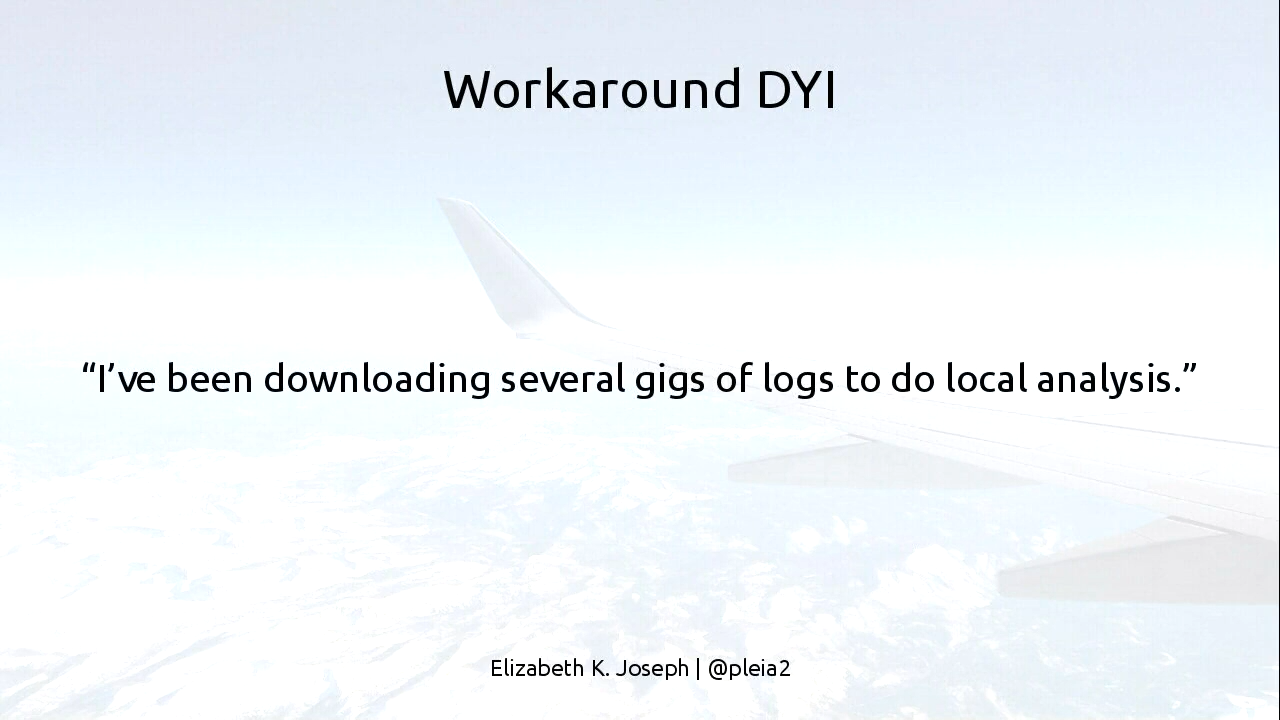 Workaround DYI
“I’ve been downloading several gigs of logs to do local analysis.”
Elizabeth K. Joseph | @pleia2